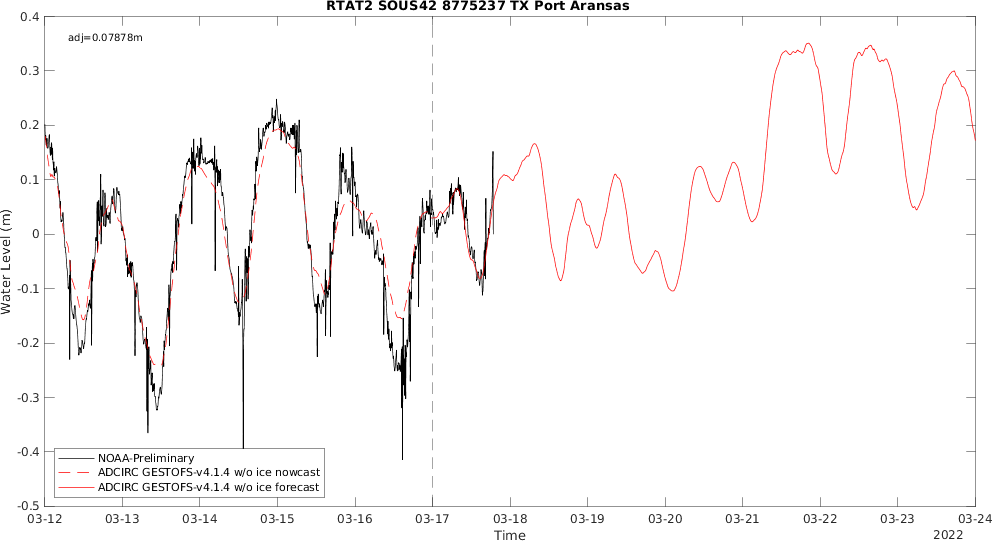 RTAT2 SOUS42 8775237 TX Port Aransas
adj=0.07878m
0.4
0.3
0.2
0.1
0
-0.1
-0.2
-0.3
-0.4
-0.5
Water Level (m)
NOAA-Preliminary
ADCIRC GESTOFS-v4.1.4 w/o ice nowcast
ADCIRC GESTOFS-v4.1.4 w/o ice forecast
03-12 03-13 03-14 03-15 03-16 03-17 03-18 03-19 03-20 03-21 03-22 03-23 03-24
Time
2022